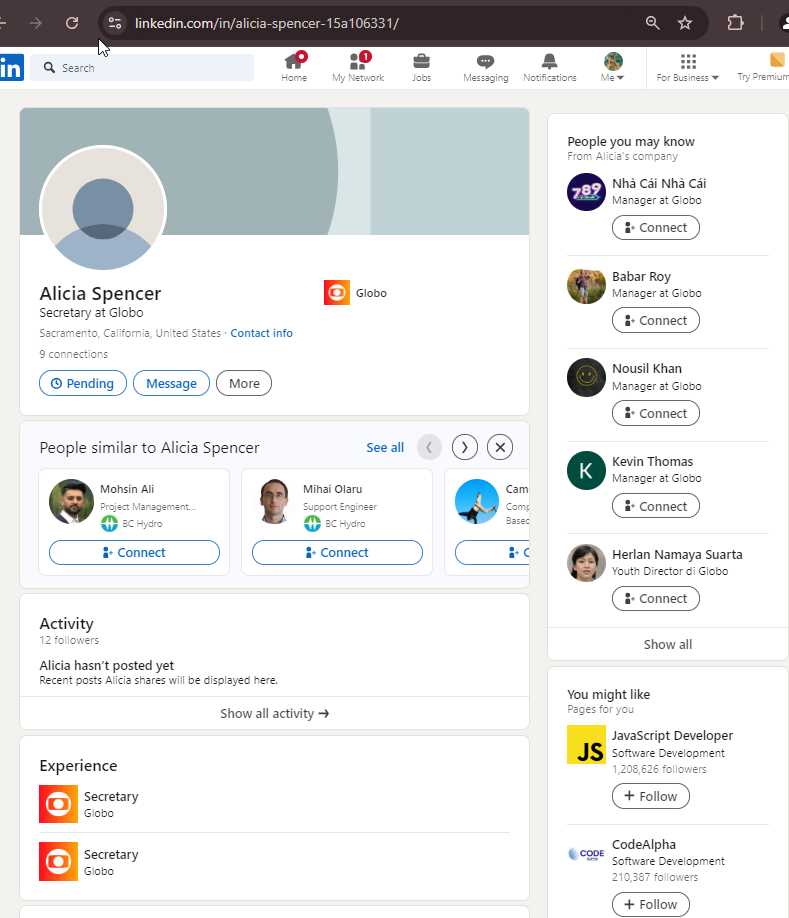 linkedin.com/in/alicia-spencer-15a106331/
in
Search
Home
1
My Network
Jobs
Messaging
Notifications
Me
For Business
Try Premium
Alicia Spencer
Secretary at Globo
Globo
Sacramento, California, United States · Contact info
9 connections
Pending
Message
More
People similar to Alicia Spencer
See all
Mohsin Ali
Project Management...
BC Hydro
Connect
Mihai Olaru
Support Engineer
BC Hydro
Connect
Activity
12 followers
Alicia hasn't posted yet
Recent posts Alicia shares will be displayed here.
Show all activity →
Experience
Secretary
Globo
Secretary
Globo
People you may know
From Alicia's company
789
Nhà Cái Nhà Cái
Manager at Globo
Connect
Babar Roy
Manager at Globo
Connect
Nousil Khan
Manager at Globo
Connect
K
Kevin Thomas
Manager at Globo
Connect
Herlan Namaya Suarta
Youth Director di Globo
Connect
Show all
You might like
Pages for you
JS
JavaScript Developer
Software Development
1,208,626 followers
+ Follow
CODE
CodeAlpha
Software Development
210,387 followers
+ Follow